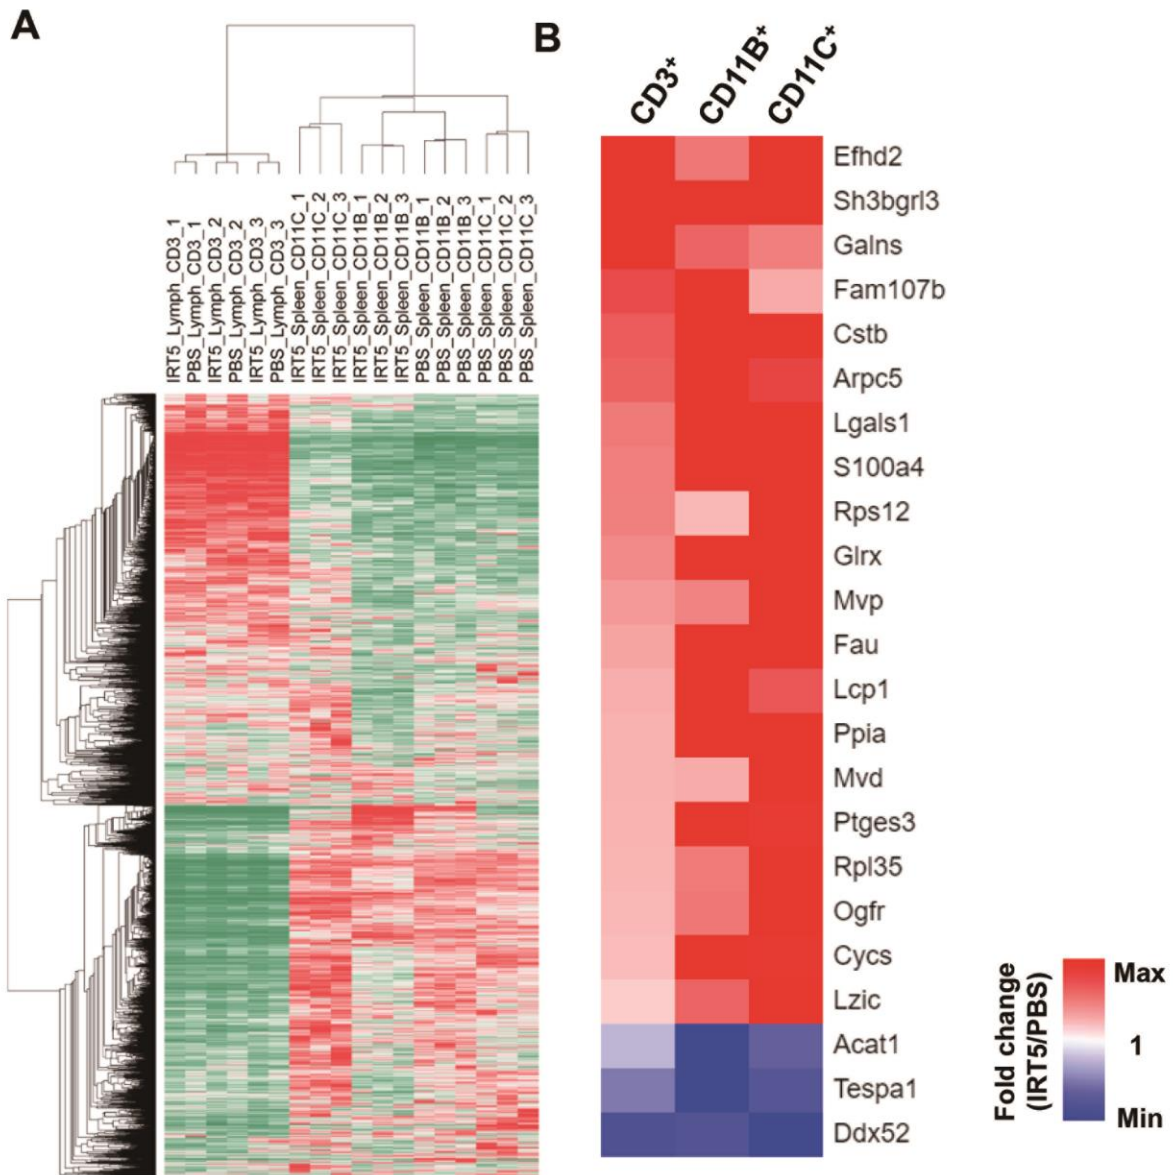 A
B
IRT5_Lymph_CD3_1
PBS_Lymph_CD3_1
IRT5_Lymph_CD3_2
PBS_Lymph_CD3_2
IRT5_Lymph_CD3_3
PBS_Lymph_CD3_3
IRT5_Spleen_CD11C_1
IRT5_Spleen_CD11C_2
IRT5_Spleen_CD11C_3
IRT5_Spleen_CD11B_1
IRT5_Spleen_CD11B_2
IRT5_Spleen_CD11B_3
PBS_Spleen_CD11B_1
PBS_Spleen_CD11B_2
PBS_Spleen_CD11B_3
PBS_Spleen_CD11C_1
PBS_Spleen_CD11C_2
PBS_Spleen_CD11C_3
CD3+
CD11B+
CD11C+
Efhd2
Sh3bgrl3
Galns
Fam107b
Cstb
Arpc5
Lgals1
S100a4
Rps12
Glrx
Mvp
Fau
Lcp1
Ppia
Mvd
Ptges3
Rpl35
Ogfr
Cycs
Lzic
Acat1
Tespa1
Ddx52
Fold change
(IRT5/PBS)
Max
1
Min